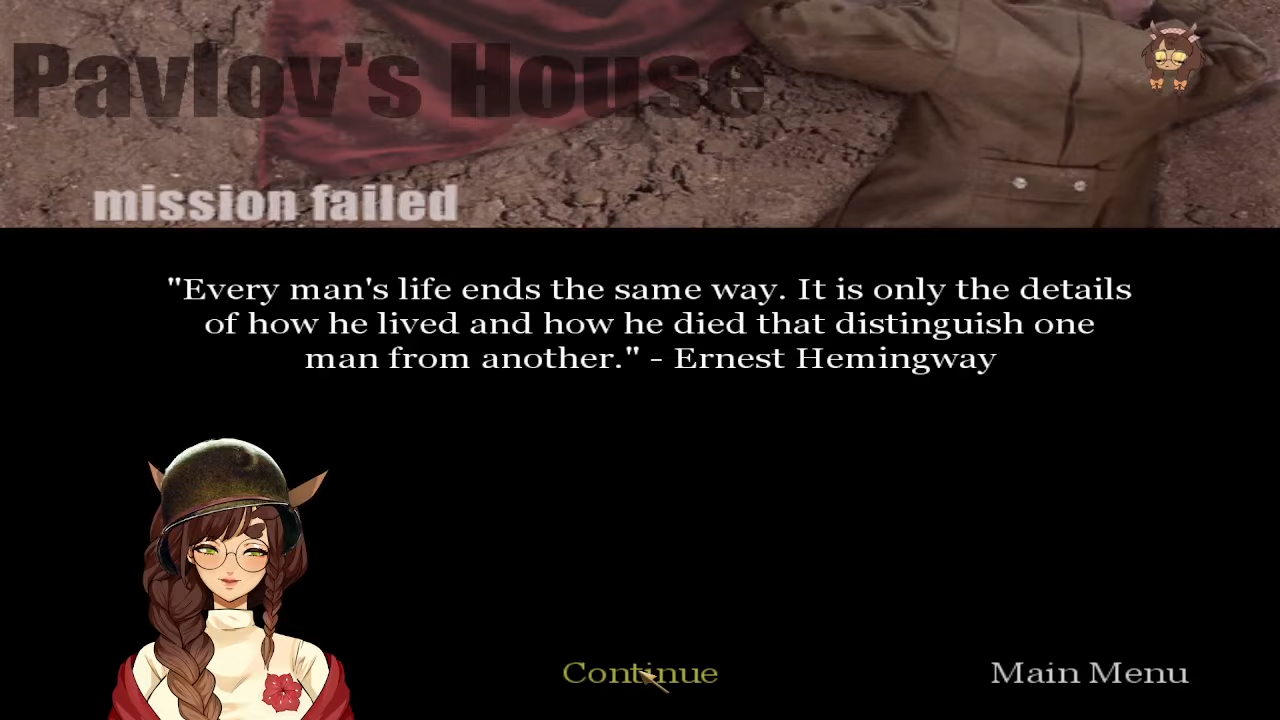 Pavlov's House
mission failed
"Every man's life ends the same way. It is only the details
of how he lived and how he died that distinguish one
man from another." - Ernest Hemingway
Continue
Main Menu